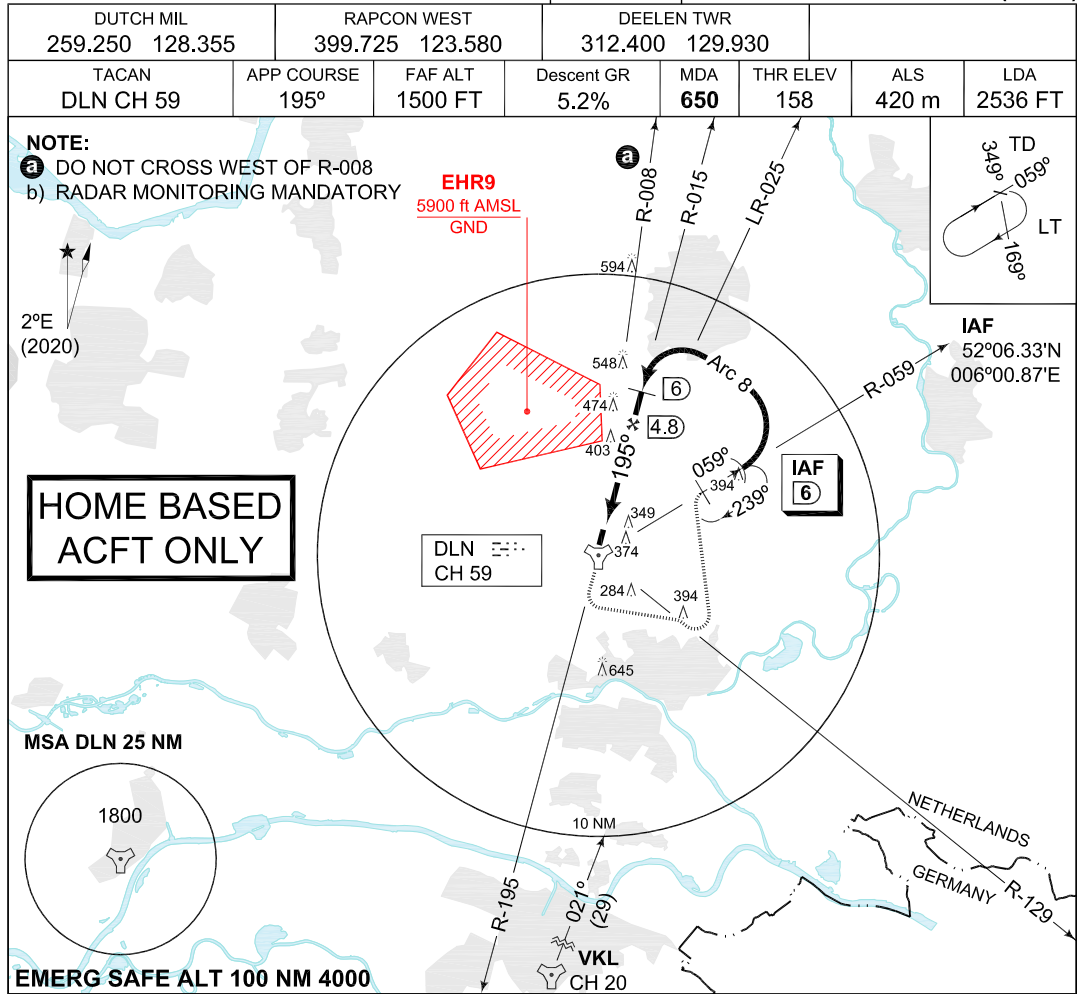 DUTCH MIL
259.250 128.355
RAPCON WEST
399.725 123.580
DEELEN TWR
312.400 129.930
TACAN
DLN CH 59
APP COURSE
195º
FAF ALT
1500 FT
Descent GR
5.2%
MDA
650
THR ELEV
158
ALS
420 m
LDA
2536 FT
NOTE:
a DO NOT CROSS WEST OF R-008
b) RADAR MONITORING MANDATORY
EHR9
5900 ft AMSL
GND
a
R-008
R-015
LR-025
TD
349º
059º
LT
169º
2ºE
(2020)
594
548
474
403
6
4.8
Arc 8
195º
IAF
52º06.33'N
006º00.87'E
R-059
059º
394
239º
IAF
6
HOME BASED
ACFT ONLY
DLN
CH 59
349
374
284
394
645
MSA DLN 25 NM
1800
10 NM
R-195
021º
(29)
VKL
CH 20
NETHERLANDS
GERMANY
R-129
EMERG SAFE ALT 100 NM 4000